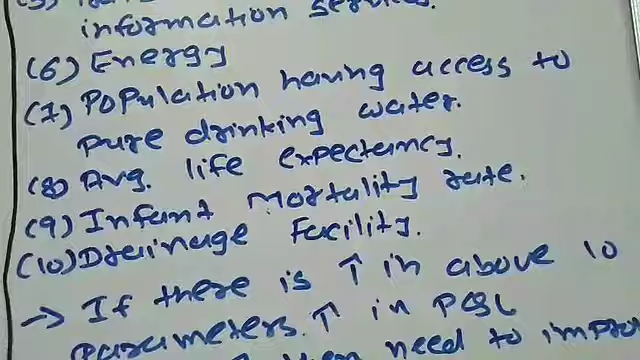 information services.
(6) Energy
(7) Population having access to
pure drinking water.
(8) Avg. life expectancy.
(9) Infant mortality rate.
(10) Drainage Facility.
→ If there is ↑ in above 10
parameters. ↑ in PQL
need to impro